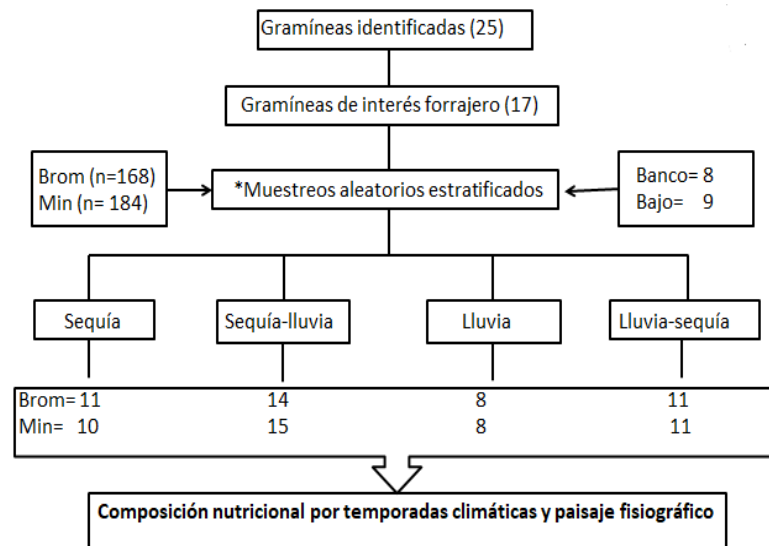 Gramíneas identificadas (25)
Gramíneas de interés forrajero (17)
Brom (n=168)
Min (n= 184)
*Muestreos aleatorios estratificados
Banco= 8
Bajo= 9
Sequía
Sequía-lluvia
Lluvia
Lluvia-sequía
Brom= 11 14 8 11
Min= 10 15 8 11
Composición nutricional por temporadas climáticas y paisaje fisiográfico